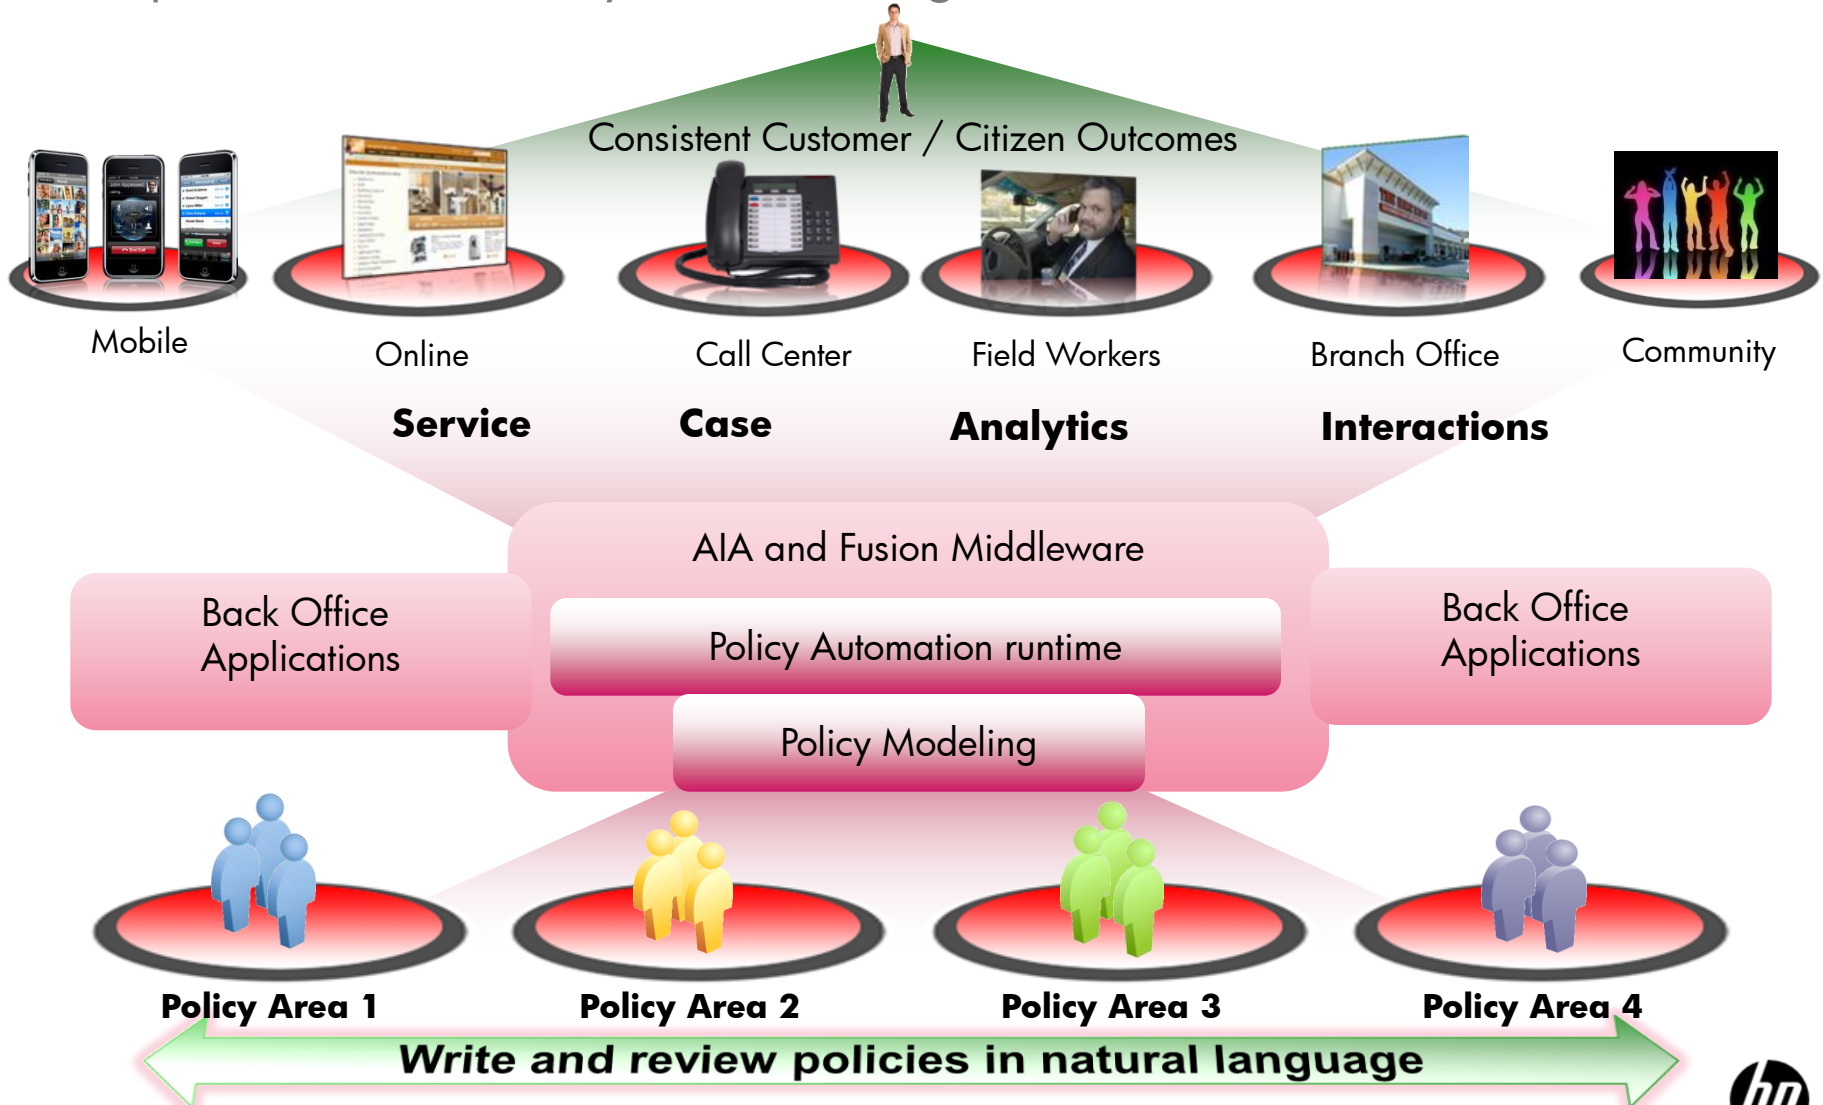 Consistent Customer / Citizen Outcomes
Mobile
Online
Call Center
Field Workers
Branch Office
Community
Service
Case
Analytics
Interactions
AIA and Fusion Middleware
Back Office
Applications
Policy Automation runtime
Policy Modeling
Back Office
Applications
Policy Area 1
Policy Area 2
Policy Area 3
Policy Area 4
Write and review policies in natural language
hp